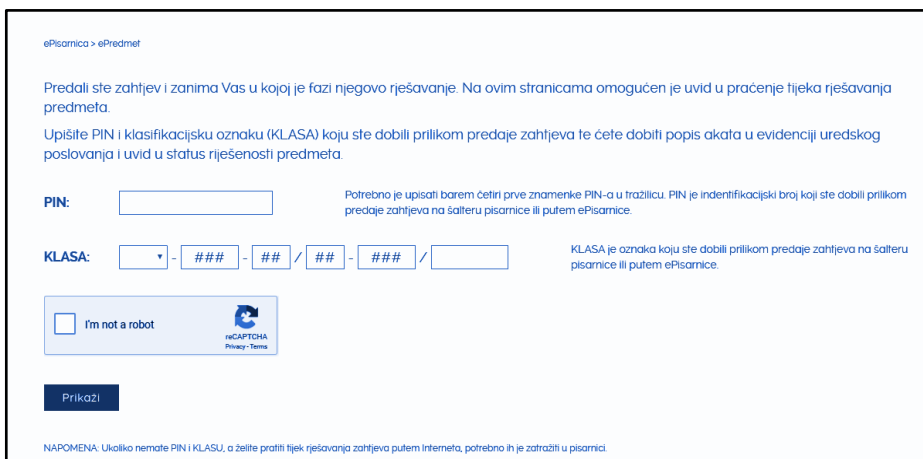 ePisarnica > ePredmet
Predali ste zahtjev i zanima Vas u kojoj je fazi njegovo rješavanje. Na ovim stranicama omogućen je uvid u praćenje tijeka rješavanja
predmeta.
Upišite PIN i klasifikacijsku oznaku (KLASA) koju ste dobili prilikom predaje zahtjeva te ćete dobiti popis akata u evidenciji uredskog
poslovanja i uvid u status riješenosti predmeta.
PIN:
Potrebno je upisati barem četiri prve znamenke PIN-a u tražilicu. PIN je indentifikacijski broj koji ste dobili prilikom
predaje zahtjeva na šalteru pisarnice ili putem ePisarnice.
KLASA: - ### - ## / ## - ### /
KLASA je oznaka koju ste dobili prilikom predaje zahtjeva na šalteru
pisarnice ili putem ePisarnice.
I'm not a robot
reCAPTCHA
Privacy - Terms
Prikaži
NAPOMENA: Ukoliko nemate PIN i KLASU, a želite pratiti tijek rješavanja zahtjeva putem Interneta, potrebno ih je zatražiti u pisarnici.